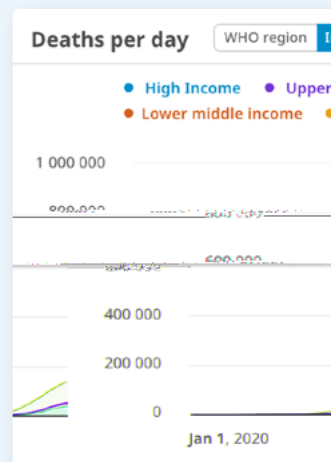 Deaths per day
WHO region
High Income
Upper
Lower middle income
1 000 000
400 000
200 000
0
Jan 1, 2020